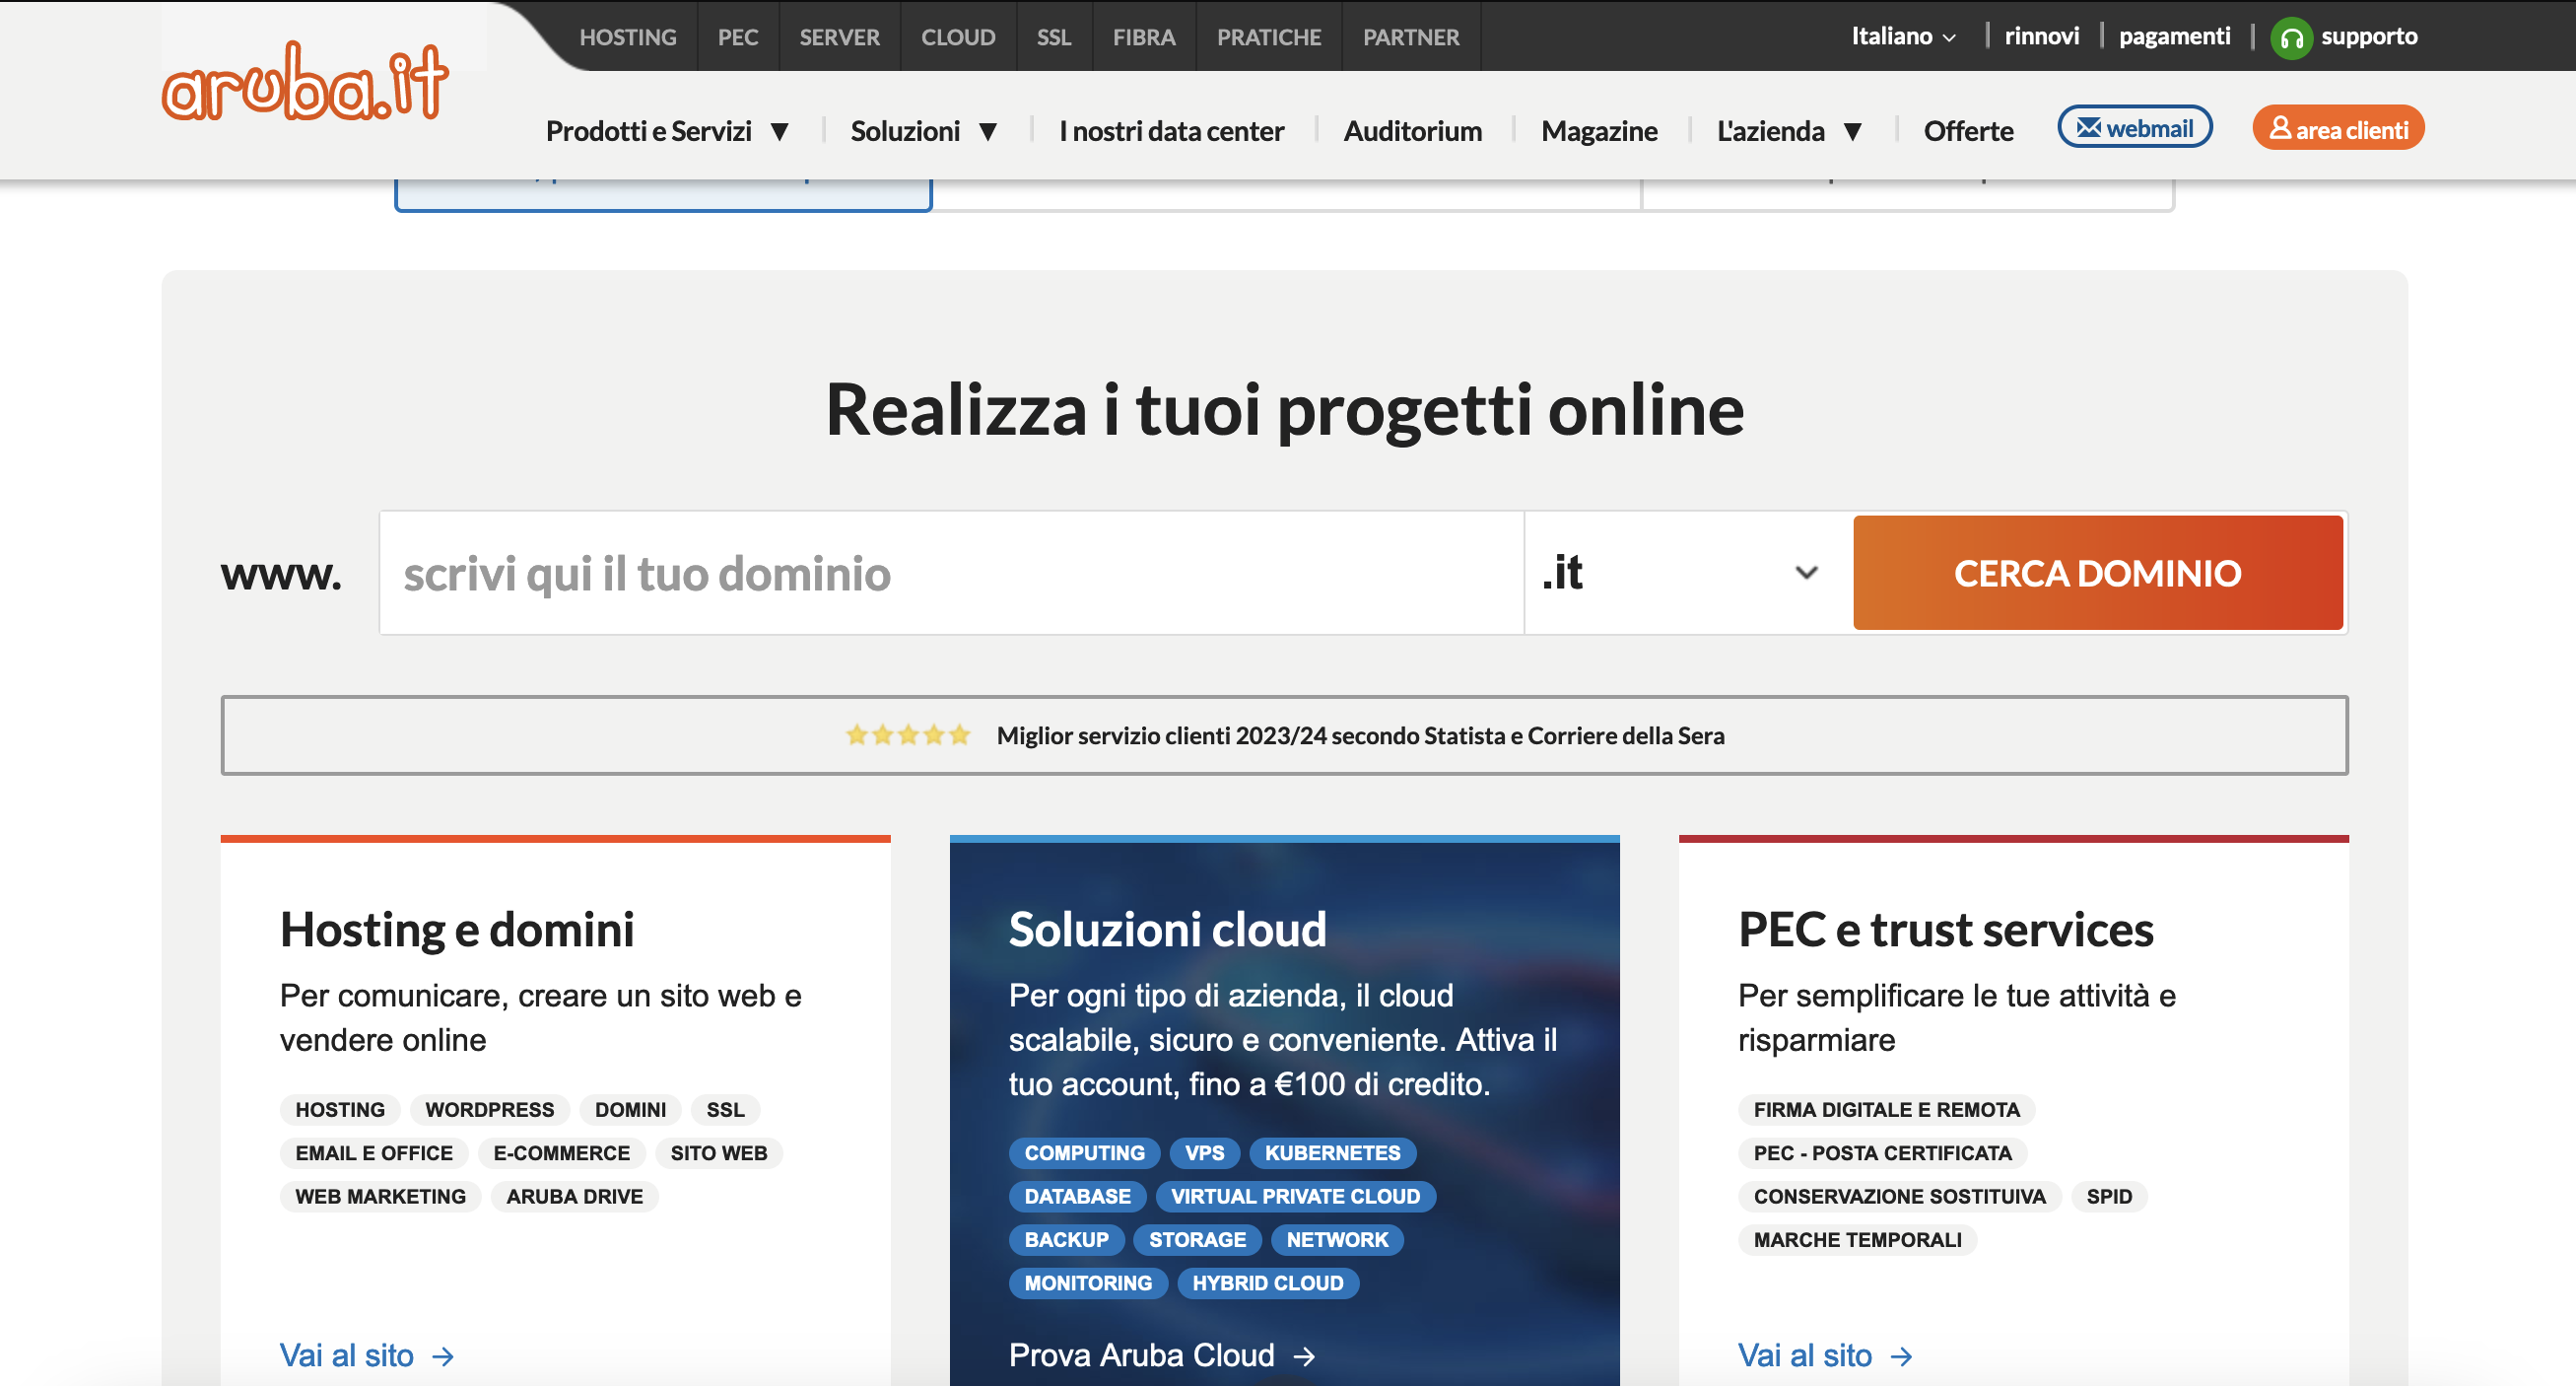 aruba.it
HOSTING PEC SERVER CLOUD SSL FIBRA PRATICHE PARTNER
Italiano rinnovi pagamenti supporto
Prodotti e Servizi Soluzioni I nostri data center Auditorium Magazine L'azienda Offerte webmail area clienti
Realizza i tuoi progetti online
www. scrivi qui il tuo dominio .it CERCA DOMINIO
Miglior servizio clienti 2023/24 secondo Statista e Corriere della Sera
Hosting e domini
Per comunicare, creare un sito web e
vendere online
HOSTING WORDPRESS DOMINI SSL
EMAIL E OFFICE E-COMMERCE SITO WEB
WEB MARKETING ARUBA DRIVE
Vai al sito →
Soluzioni cloud
Per ogni tipo di azienda, il cloud
scalabile, sicuro e conveniente. Attiva il
tuo account, fino a €100 di credito.
COMPUTING VPS KUBERNETES
DATABASE VIRTUAL PRIVATE CLOUD
BACKUP STORAGE NETWORK
MONITORING HYBRID CLOUD
Prova Aruba Cloud →
PEC e trust services
Per semplificare le tue attività e
risparmiare
FIRMA DIGITALE E REMOTA
PEC - POSTA CERTIFICATA
CONSERVAZIONE SOSTITUIVA SPID
MARCHE TEMPORALI
Vai al sito →